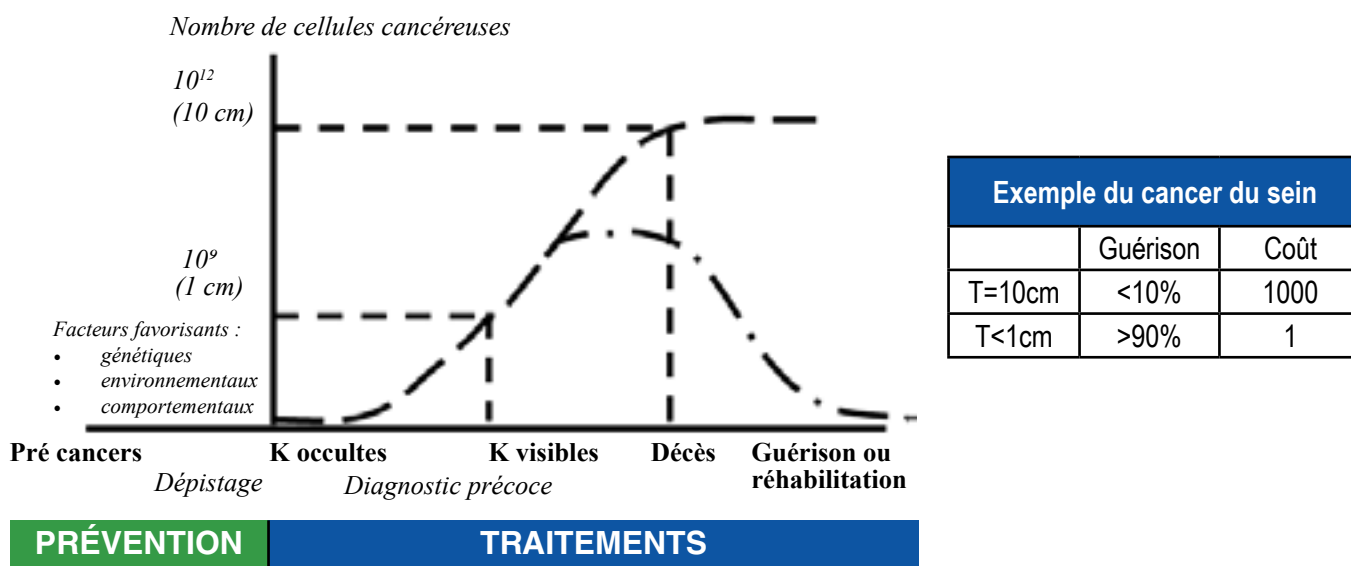 Nombre de cellules cancéreuses
10¹²
(10 cm)
10⁹
(1 cm)
Facteurs favorisants :
• génétiques
• environnementaux
• comportementaux
Pré cancers K occultes K visibles Décès Guérison ou
réhabilitation
Dépistage Diagnostic précoce
PRÉVENTION TRAITEMENTS
Exemple du cancer du sein
Guérison Coût
T=10cm <10% 1000
T<1cm >90% 1